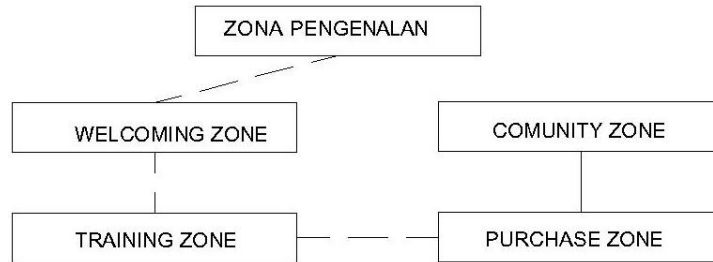 ZONA PENGENALAN
WELCOMING ZONE
COMUNITY ZONE
TRAINING ZONE
PURCHASE ZONE